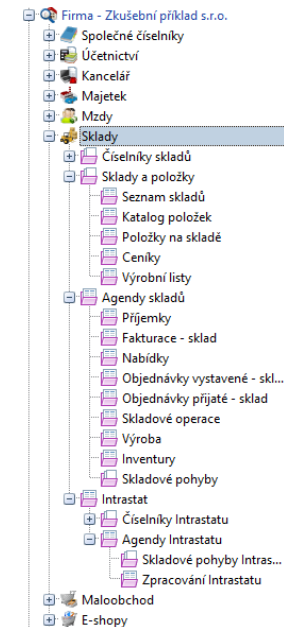 Firma - Zkušební příklad s.r.o.
Společné číselníky
Účetnictví
Kancelář
Majetek
Mzdy
Sklady
Číselníky skladů
Sklady a položky
Seznam skladů
Katalog položek
Položky na skladě
Ceníky
Výrobní listy
Agendy skladů
Příjemky
Fakturace - sklad
Nabídky
Objednávky vystavené - skl...
Objednávky přijaté - sklad
Skladové operace
Výroba
Inventury
Skladové pohyby
Intrastat
Číselníky Intrastatu
Agendy Intrastatu
Skladové pohyby Intras...
Zpracování Intrastatu
Maloobchod
E-shopy